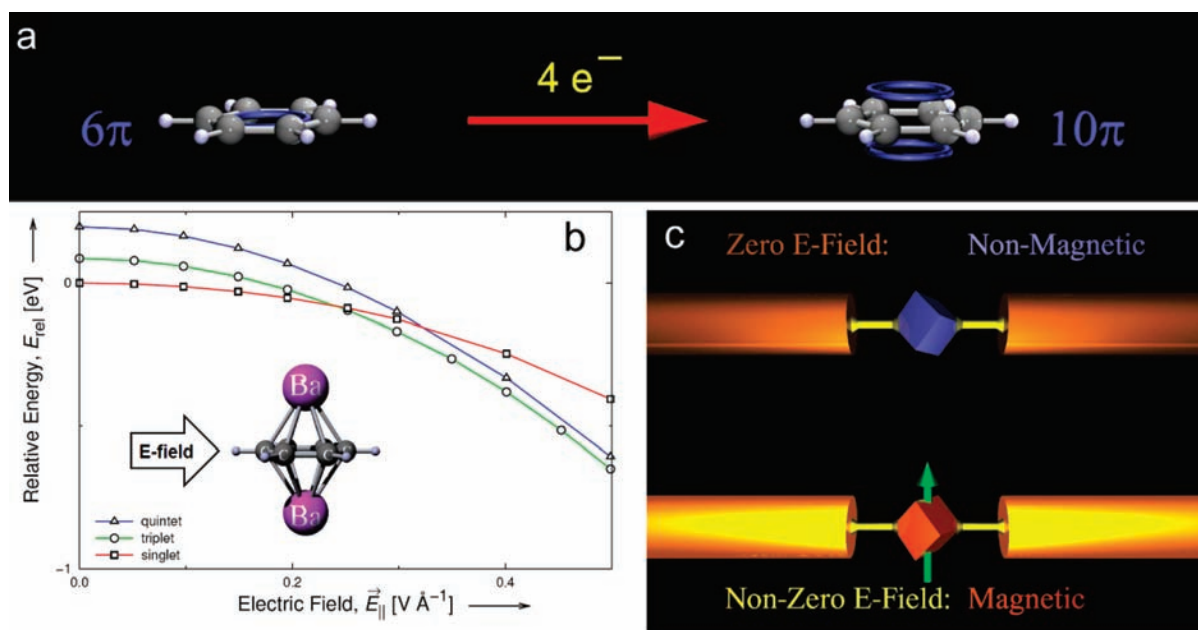 a
6π
4 e⁻
10π
b
Relative Energy, E_rel [eV]
0
-1
0.0
0.2
0.4
Electric Field, E⃗_|| [V Å⁻¹]
E-field
Ba
C C C C
Ba
quintet
triplet
singlet
c
Zero E-Field: Non-Magnetic
Non-Zero E-Field: Magnetic